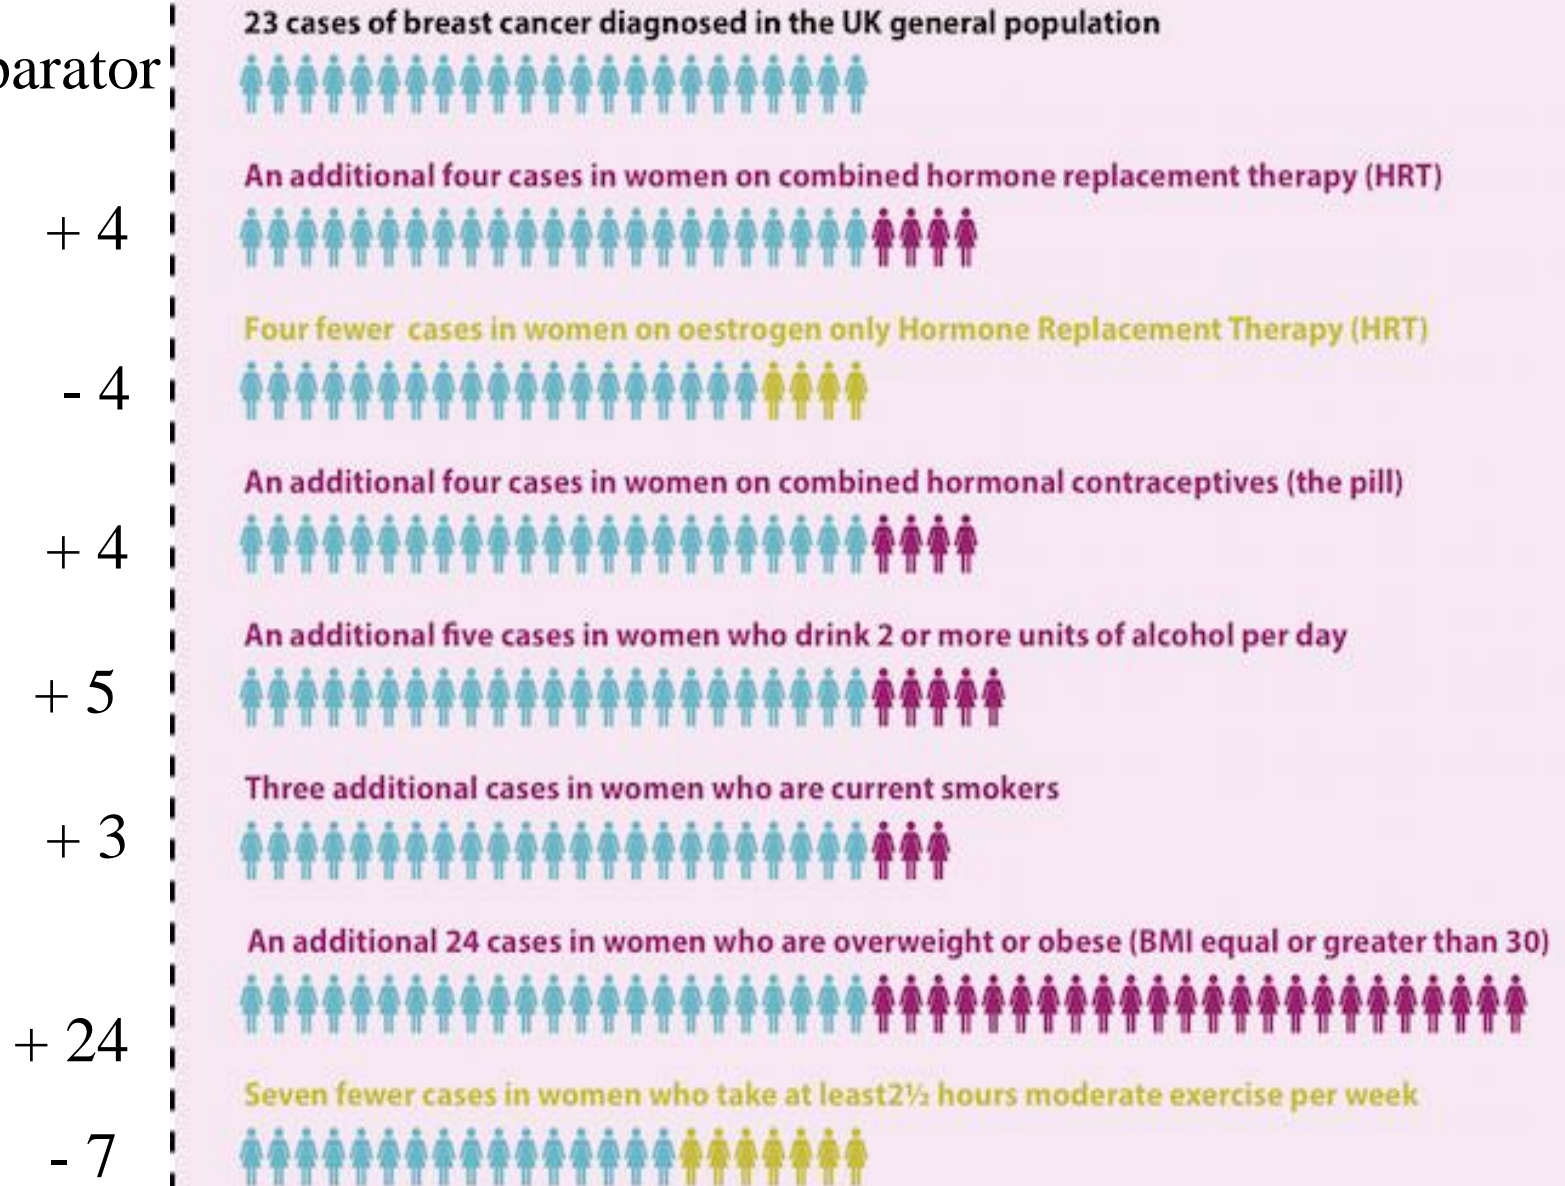 23 cases of breast cancer diagnosed in the UK general population
parator
An additional four cases in women on combined hormone replacement therapy (HRT)
+ 4
Four fewer cases in women on oestrogen only Hormone Replacement Therapy (HRT)
- 4
An additional four cases in women on combined hormonal contraceptives (the pill)
+ 4
An additional five cases in women who drink 2 or more units of alcohol per day
+ 5
Three additional cases in women who are current smokers
+ 3
An additional 24 cases in women who are overweight or obese (BMI equal or greater than 30)
+ 24
Seven fewer cases in women who take at least2½ hours moderate exercise per week
- 7